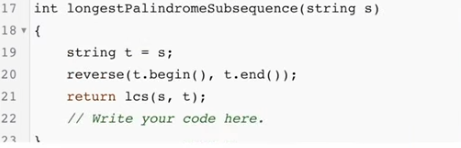 17 int longestPalindromeSubsequence(string s)
18 {
19     string t = s;
20     reverse(t.begin(), t.end());
21     return lcs(s, t);
22     // Write your code here.
23 }